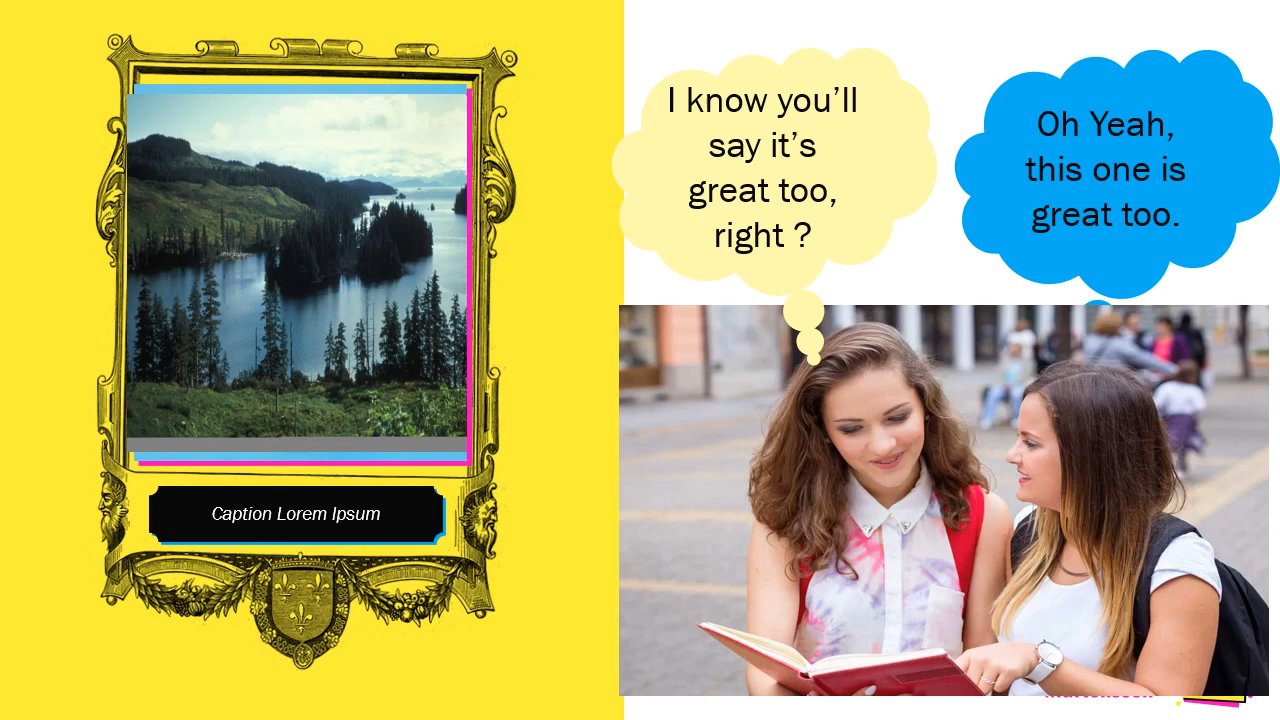 I know you’ll
say it’s
great too,
right ?
Oh Yeah,
this one is
great too.
Caption Lorem Ipsum